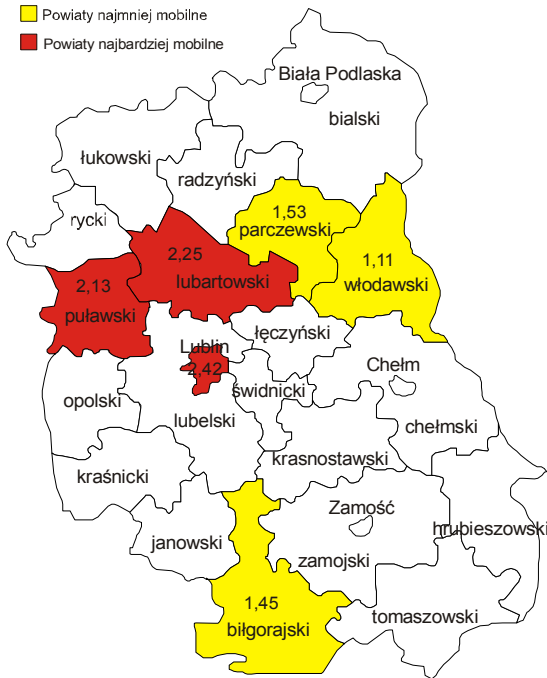 Powiaty najmniej mobilne
Powiaty najbardziej mobilne
Biała Podlaska
bialski
łukowski
radzyński
rycki
1,53
parczewski
2,25
lubartowski
1,11
włodawski
2,13
puławski
łęczyński
Lublin
2,42
Chełm
świdnicki
opolski
lubelski
chełmski
kraśnicki
krasnostawski
Zamość
hrubieszowski
janowski
zamojski
1,45
biłgorajski
tomaszowski